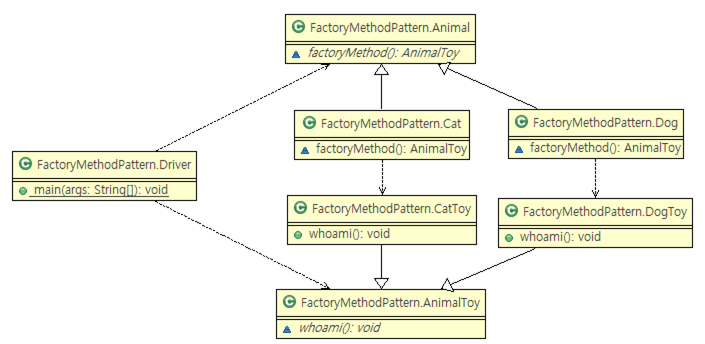 FactoryMethodPattern.Animal
factoryMethod(): AnimalToy
FactoryMethodPattern.Cat
factoryMethod(): AnimalToy
FactoryMethodPattern.Dog
factoryMethod(): AnimalToy
FactoryMethodPattern.Driver
main(args: String[]): void
FactoryMethodPattern.CatToy
whoami(): void
FactoryMethodPattern.DogToy
whoami(): void
FactoryMethodPattern.AnimalToy
whoami(): void